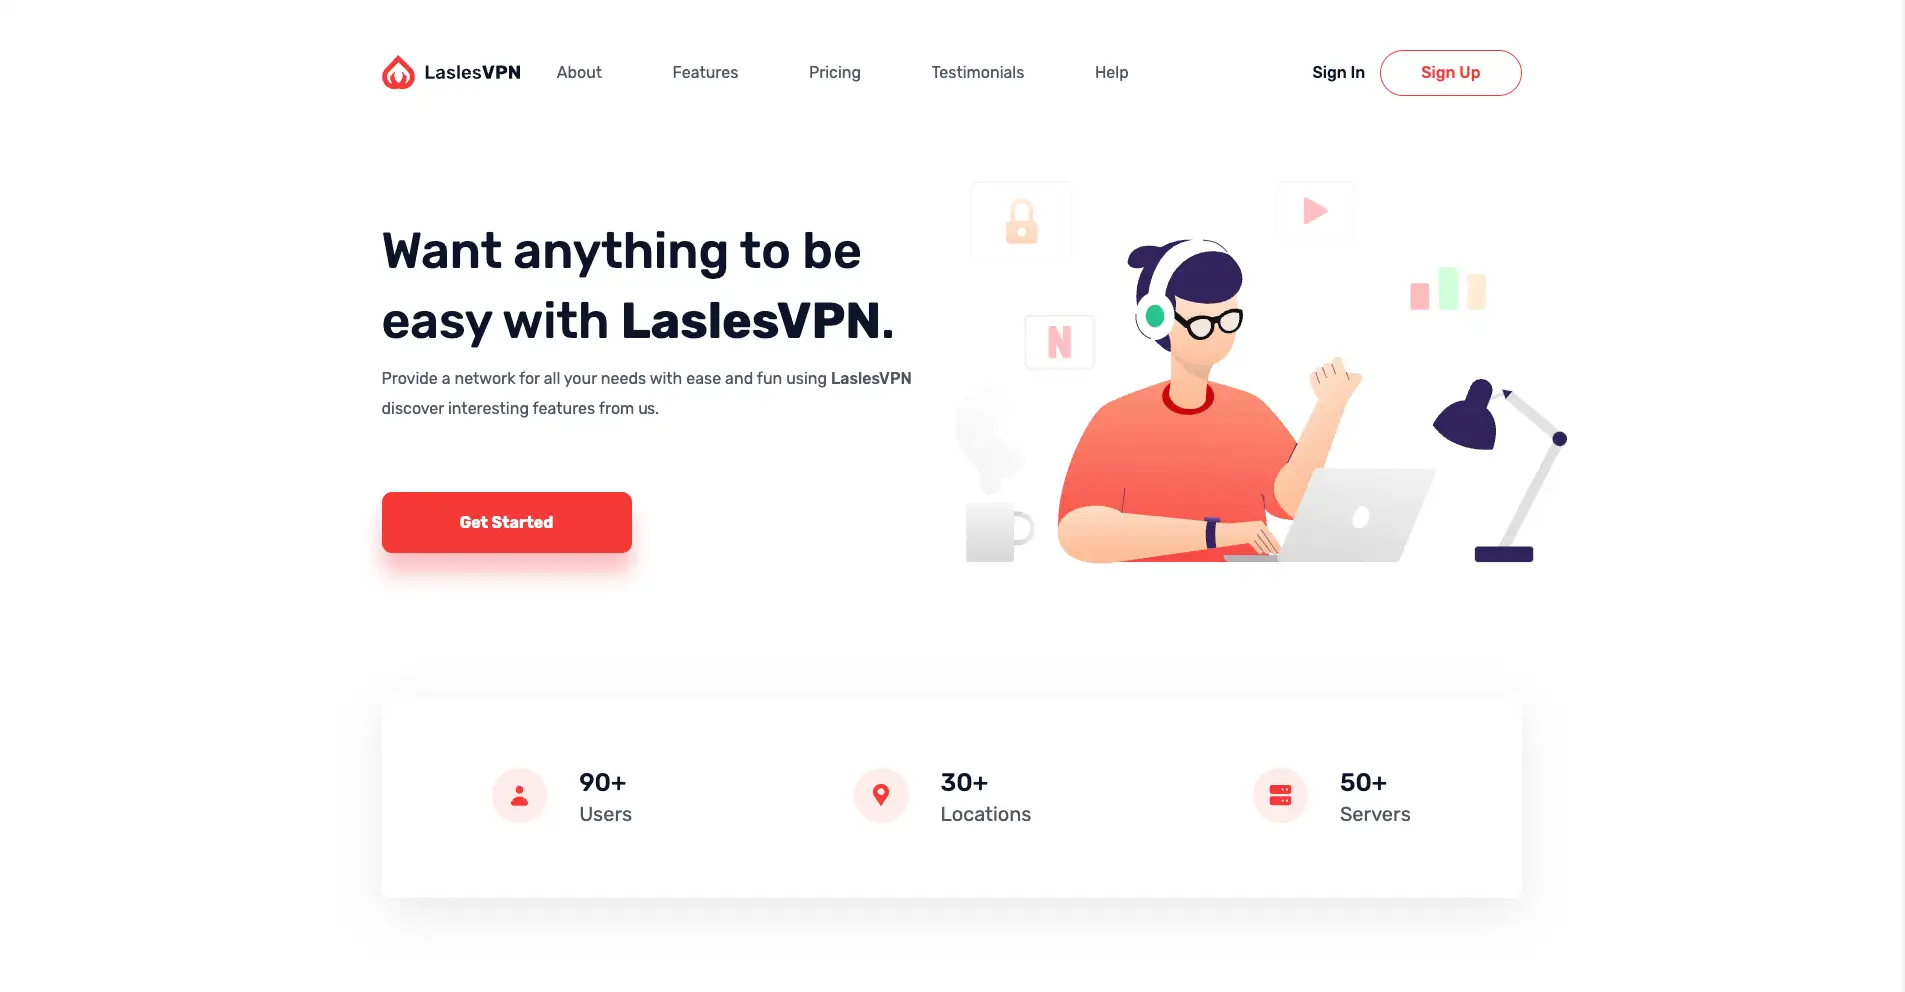 LaslesVPN About Features Pricing Testimonials Help Sign In Sign Up
Want anything to be
easy with LaslesVPN.
Provide a network for all your needs with ease and fun using LaslesVPN
discover interesting features from us.
Get Started
N
90+
Users
30+
Locations
50+
Servers